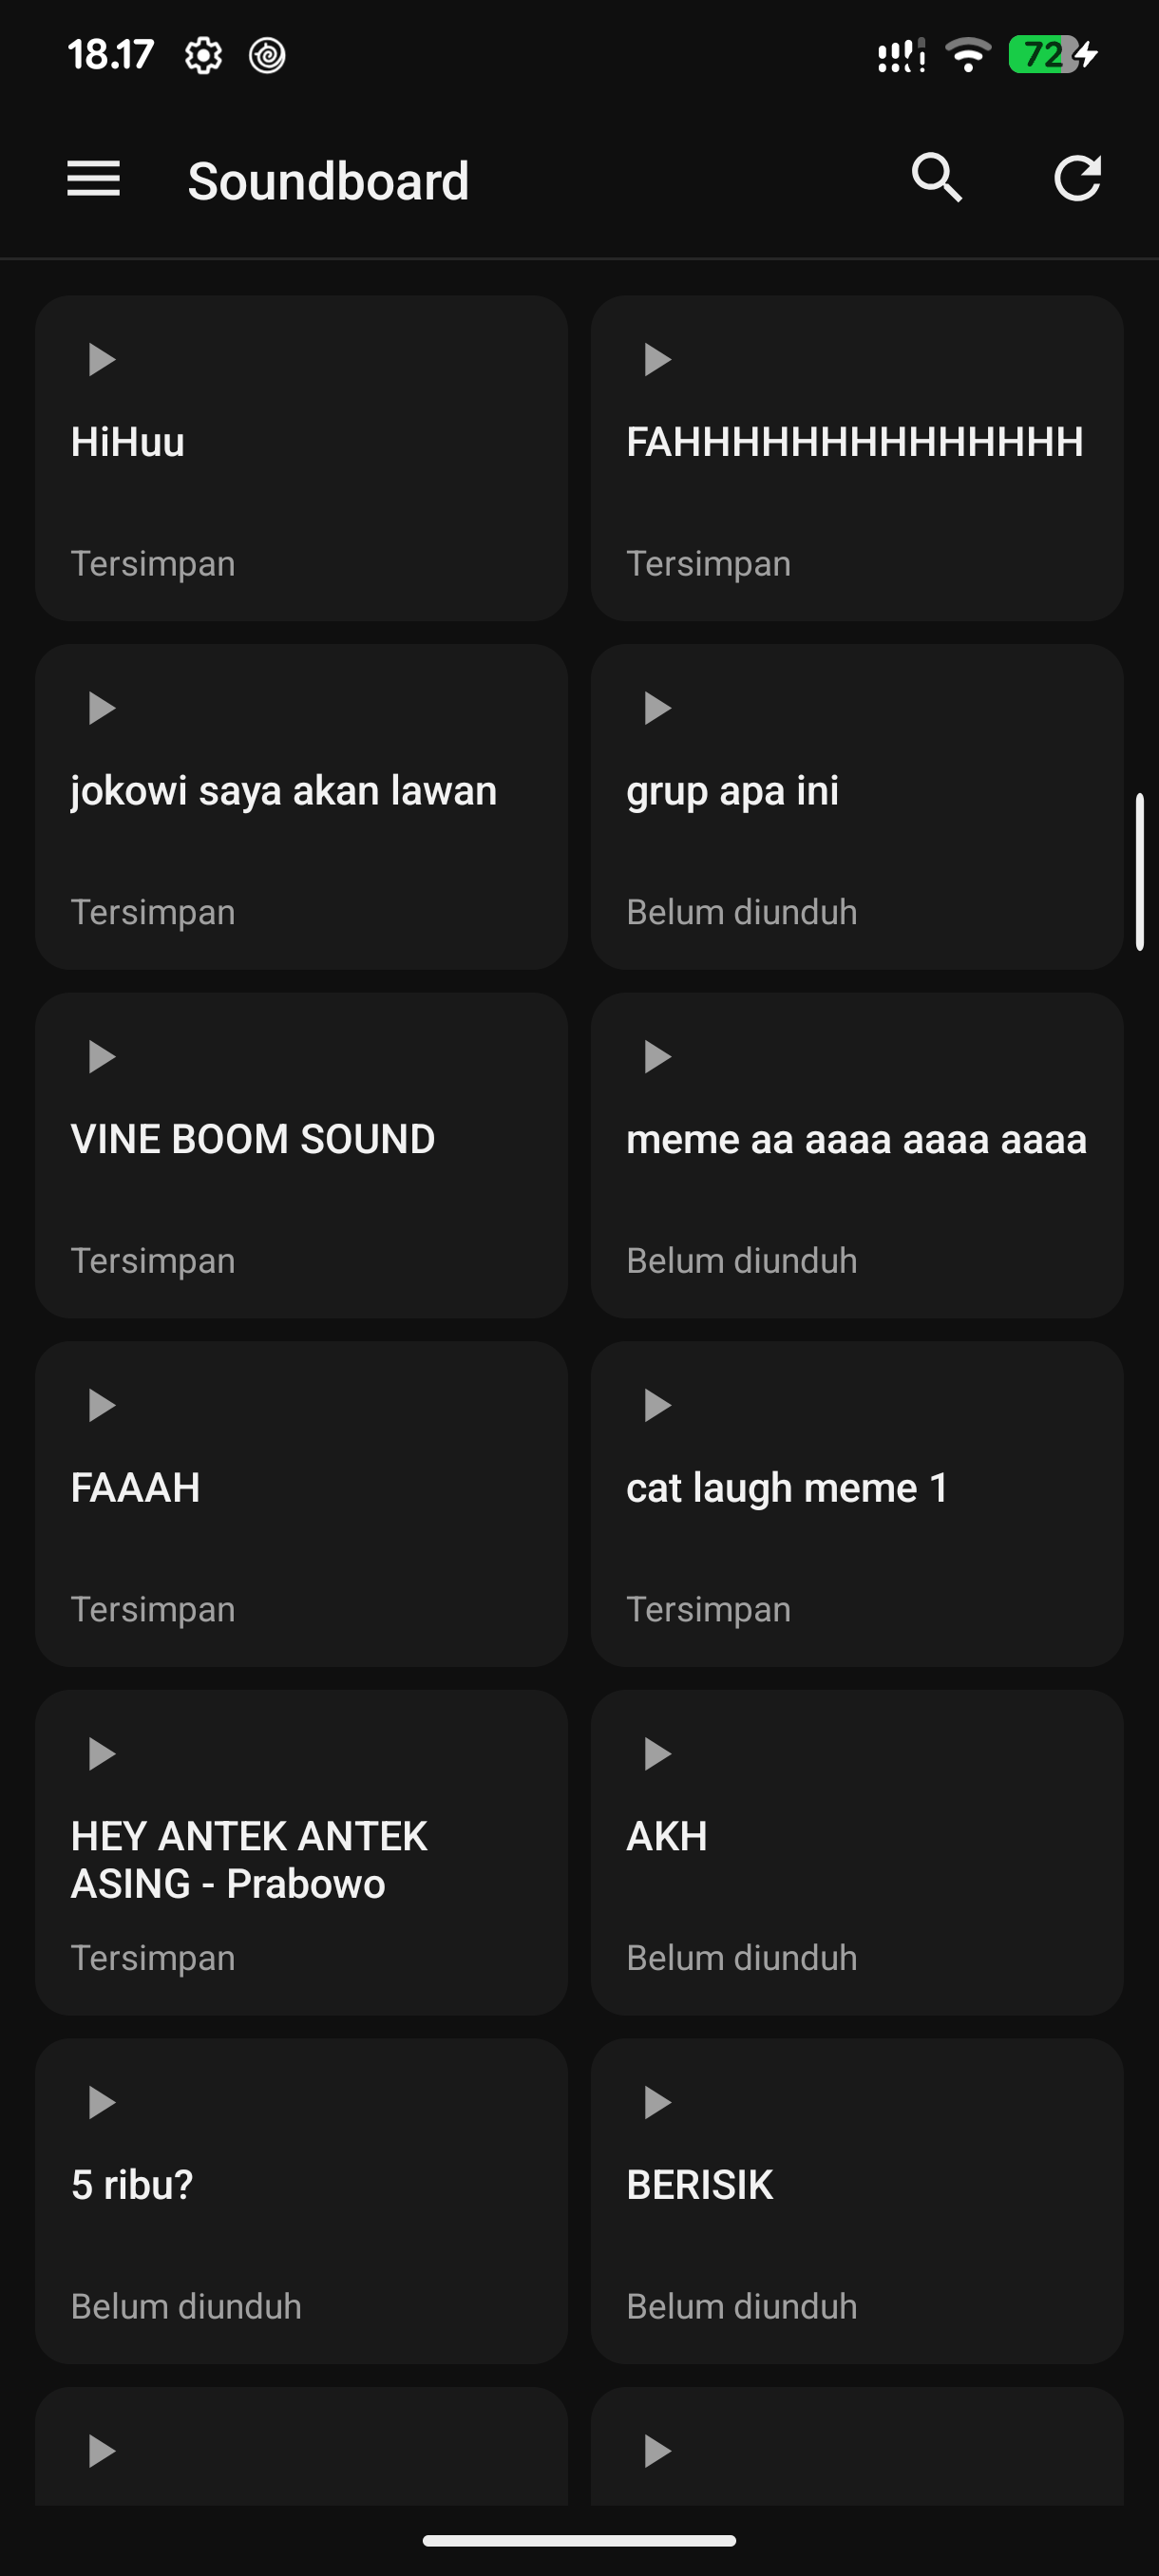 18.17
72
Soundboard
HiHuu
Tersimpan
FAHHHHHHHHHHHHHH
Tersimpan
jokowi saya akan lawan
Tersimpan
grup apa ini
Belum diunduh
VINE BOOM SOUND
Tersimpan
meme aa aaaa aaaa aaaa
Belum diunduh
FAAAH
Tersimpan
cat laugh meme 1
Tersimpan
HEY ANTEK ANTEK
ASING - Prabowo
Tersimpan
AKH
Belum diunduh
5 ribu?
Belum diunduh
BERISIK
Belum diunduh